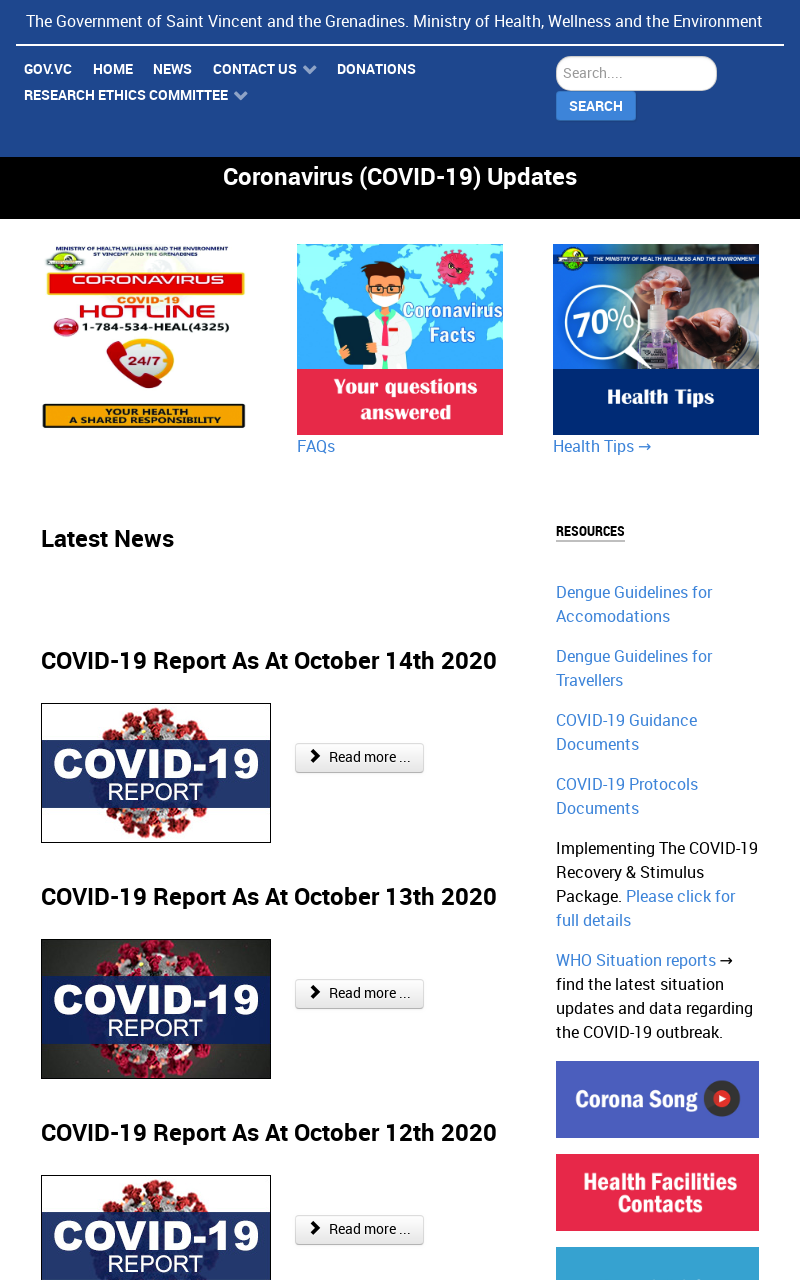 The Government of Saint Vincent and the Grenadines. Ministry of Health, Wellness and the Environment
GOV.VC HOME NEWS CONTACT US DONATIONS
RESEARCH ETHICS COMMITTEE
Search....
SEARCH
Coronavirus (COVID-19) Updates
MINISTRY OF HEALTH,WELLNESS AND THE ENVIRONMENT
ST VINCENT AND THE GRENADINES
CORONAVIRUS
COVID-19
HOTLINE
1-784-534-HEAL(4325)
24/7
YOUR HEALTH
A SHARED RESPONSIBILITY
Coronavirus
Facts
Your questions
answered
FAQs
THE MINISTRY OF HEALTH WELLNESS AND THE ENVIRONMENT
70%
Health Tips
Health Tips →
Latest News
COVID-19 Report As At October 14th 2020
COVID-19
REPORT
Read more ...
COVID-19 Report As At October 13th 2020
COVID-19
REPORT
Read more ...
COVID-19 Report As At October 12th 2020
COVID-19
REPORT
Read more ...
RESOURCES
Dengue Guidelines for
Accomodations
Dengue Guidelines for
Travellers
COVID-19 Guidance
Documents
COVID-19 Protocols
Documents
Implementing The COVID-19
Recovery & Stimulus
Package. Please click for
full details
WHO Situation reports →
find the latest situation
updates and data regarding
the COVID-19 outbreak.
Corona Song
Health Facilities
Contacts